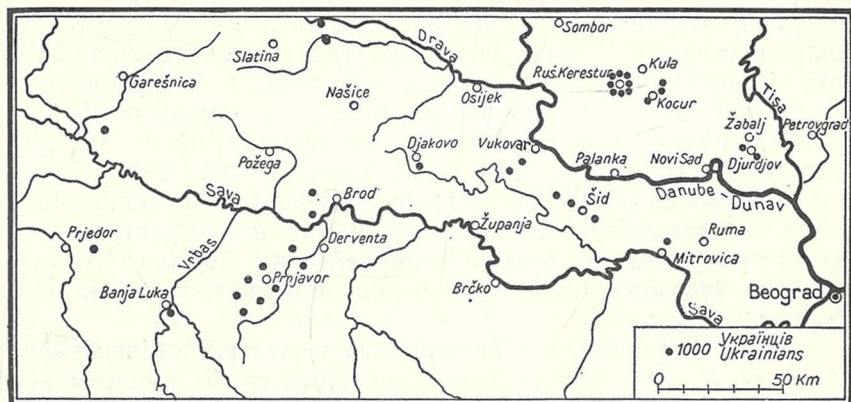 Sombor
Drava
Slatina
Kula
Garešnica
Ruš.Kerestur
Našice
Osijek
Kocur
Tisa
Žabalj
Petrovgrad
Djakovo
Vukovar
Požega
Palanka
Novi Sad
Djurdjov
Sava
Brod
Šid
Danube
Dunav
Županja
Ruma
Prjedor
Vrbas
Derventa
Mitrovica
Prnjavor
Banja Luka
Brčko
Beograd
Sava
1000 Українців
Ukrainians
0 50 Km